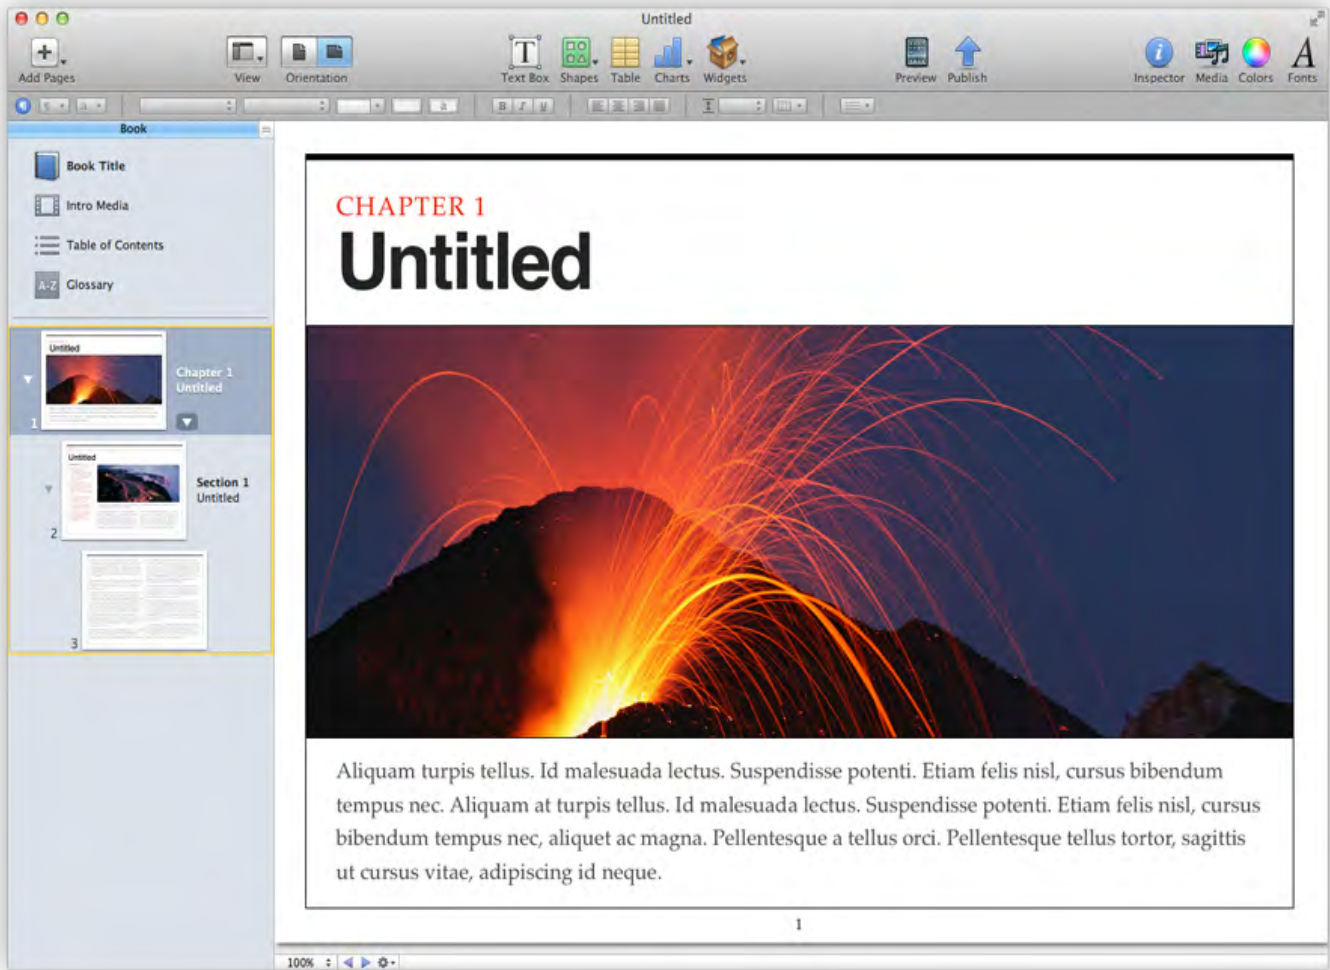 Untitled
Add Pages
View
Orientation
Text Box
Shapes
Table
Charts
Widgets
Preview
Publish
Inspector
Media
Colors
Fonts
B I U
Book
Book Title
Intro Media
Table of Contents
A-Z Glossary
Untitled
Chapter 1
Untitled
1
Untitled
Section 1
Untitled
2
3
CHAPTER 1
Untitled
Aliquam turpis tellus. Id malesuada lectus. Suspendisse potenti. Etiam felis nisl, cursus bibendum
tempus nec. Aliquam at turpis tellus. Id malesuada lectus. Suspendisse potenti. Etiam felis nisl, cursus
bibendum tempus nec, aliquet ac magna. Pellentesque a tellus orci. Pellentesque tellus tortor, sagittis
ut cursus vitae, adipiscing id neque.
1
100%